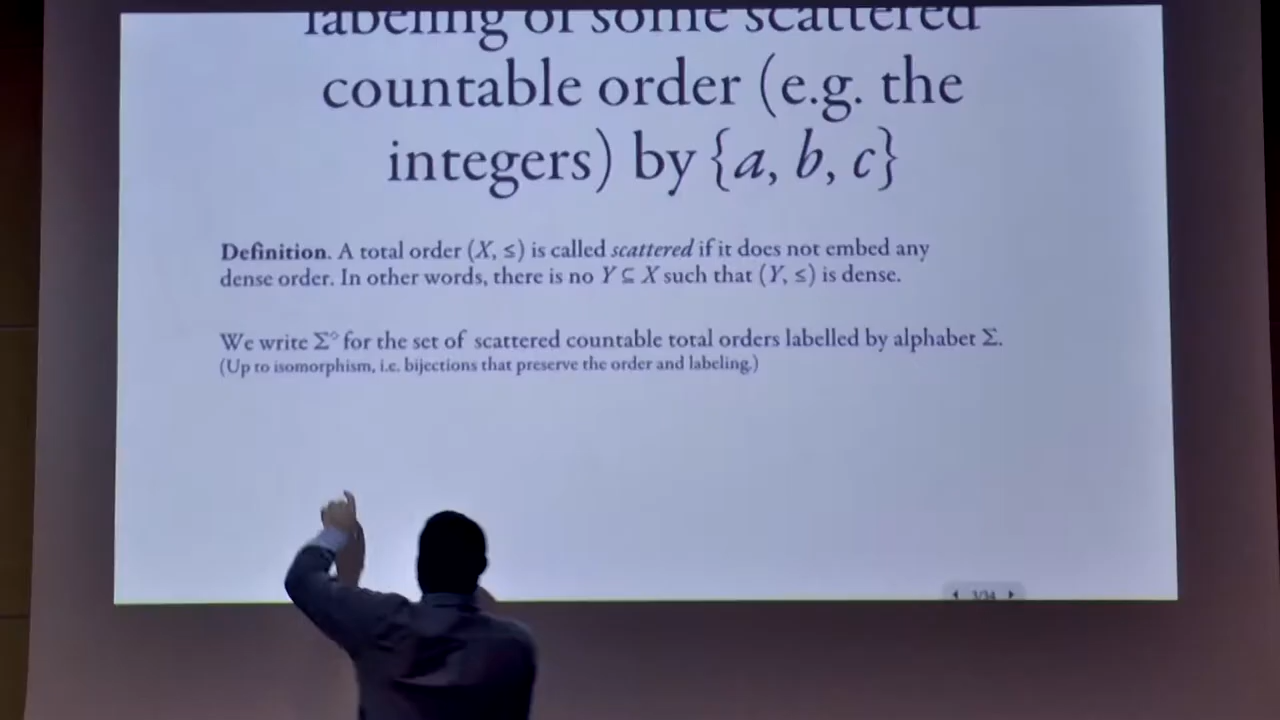 labeling of some scattered
countable order (e.g. the
integers) by {a, b, c}
Definition. A total order (X, ≤) is called scattered if it does not embed any
dense order. In other words, there is no Y ⊆ X such that (Y, ≤) is dense.
We write Σ° for the set of scattered countable total orders labelled by alphabet Σ.
(Up to isomorphism, i.e. bijections that preserve the order and labeling.)
3/34